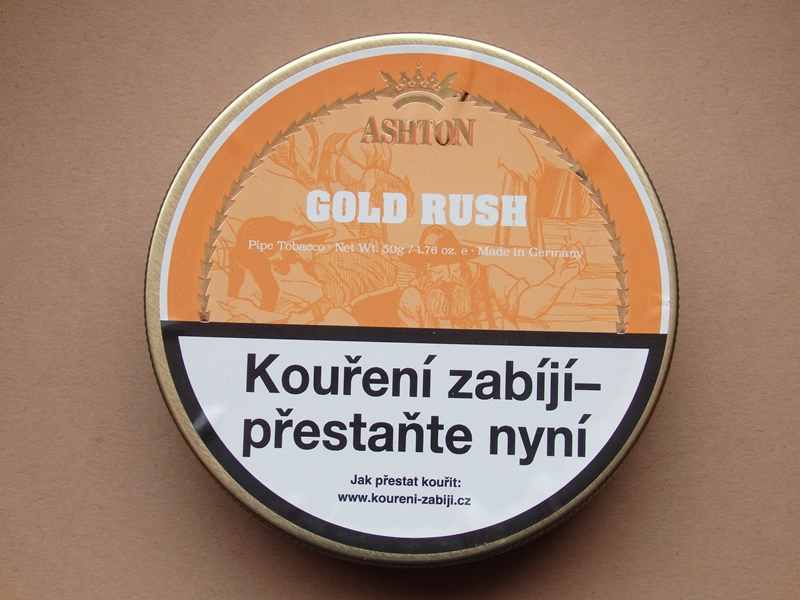 ASHTON
GOLD RUSH
Pipe Tobacco · Net Wt. 50g / 1.76 oz. e · Made in Germany
Kouření zabíjí–
přestaňte nyní
Jak přestat kouřit:
www.koureni-zabiji.cz